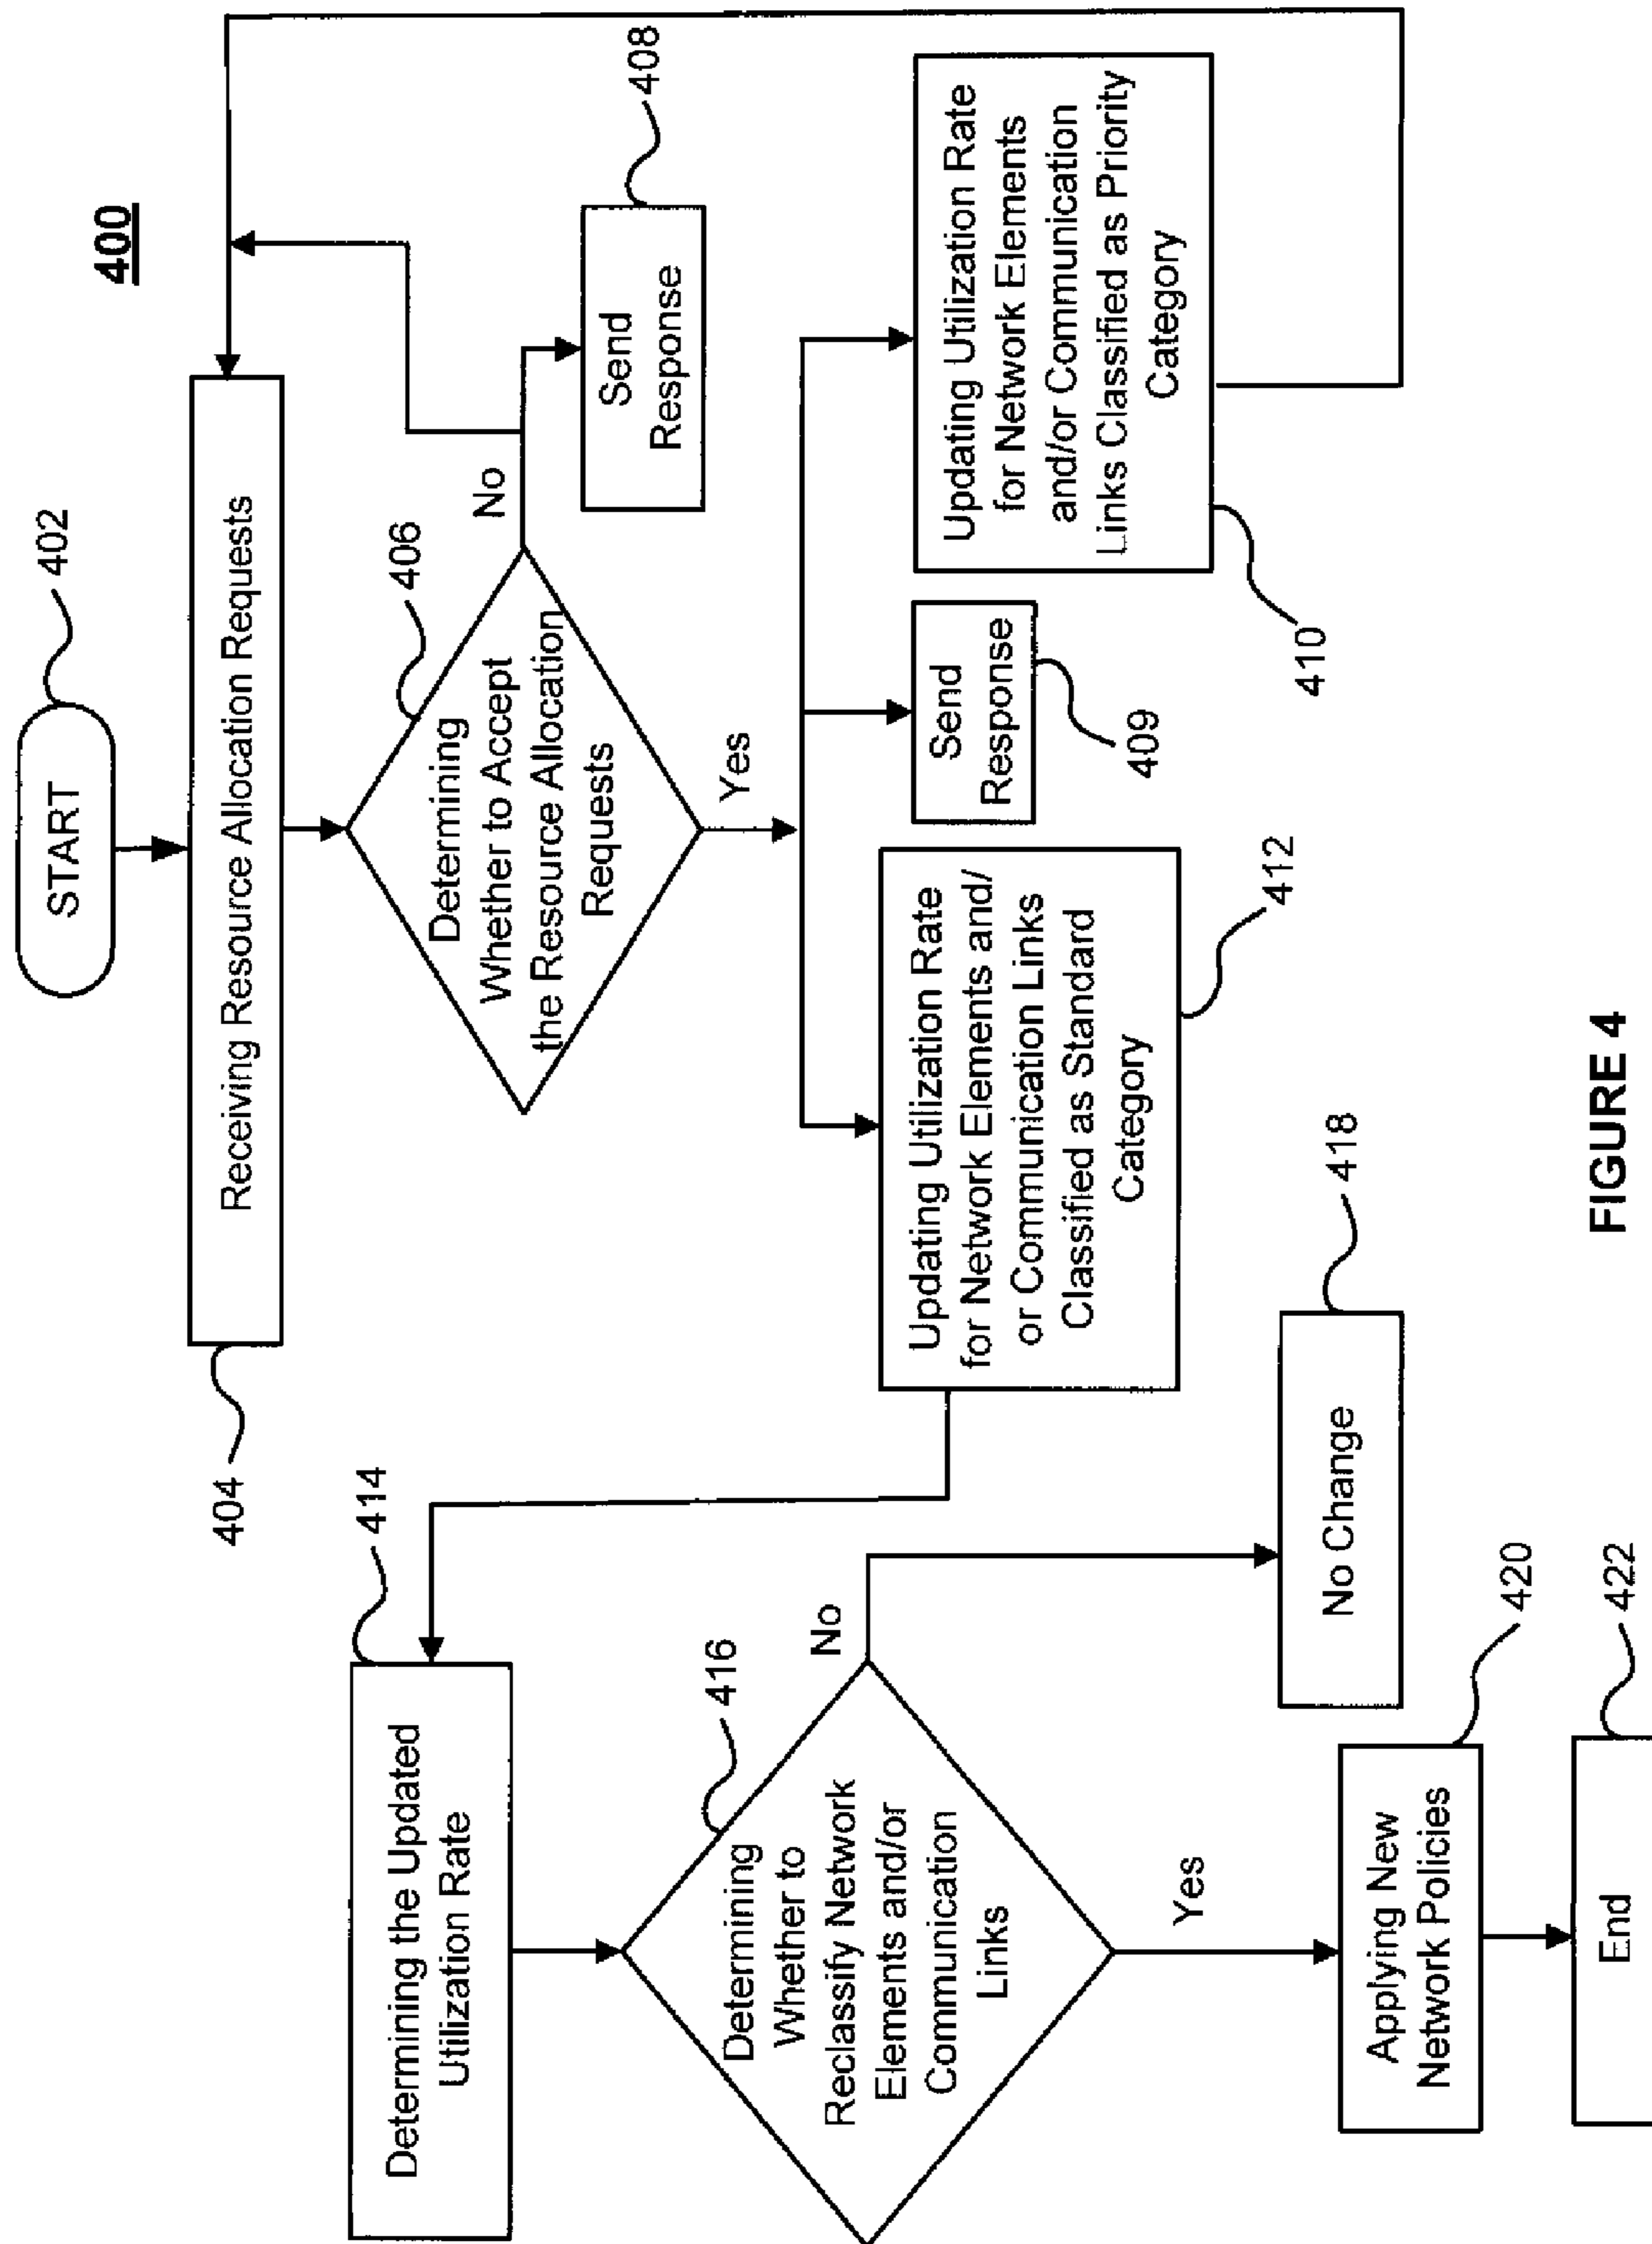 400
START
402
Receiving Resource Allocation Requests
404
Determining
Whether to Accept
the Resource Allocation
Requests
406
No
Send
Response
408
Yes
Updating Utilization Rate
for Network Elements and/
or Communication Links
Classified as Standard
Category
412
Send
Response
409
Updating Utilization Rate
for Network Elements
and/or Communication
Links Classified as Priority
Category
410
Determining the Updated
Utilization Rate
414
Determining
Whether to
Reclassify Network
Elements and/or
Communication
Links
416
No
No Change
418
Yes
Applying New
Network Policies
420
End
422
FIGURE 4